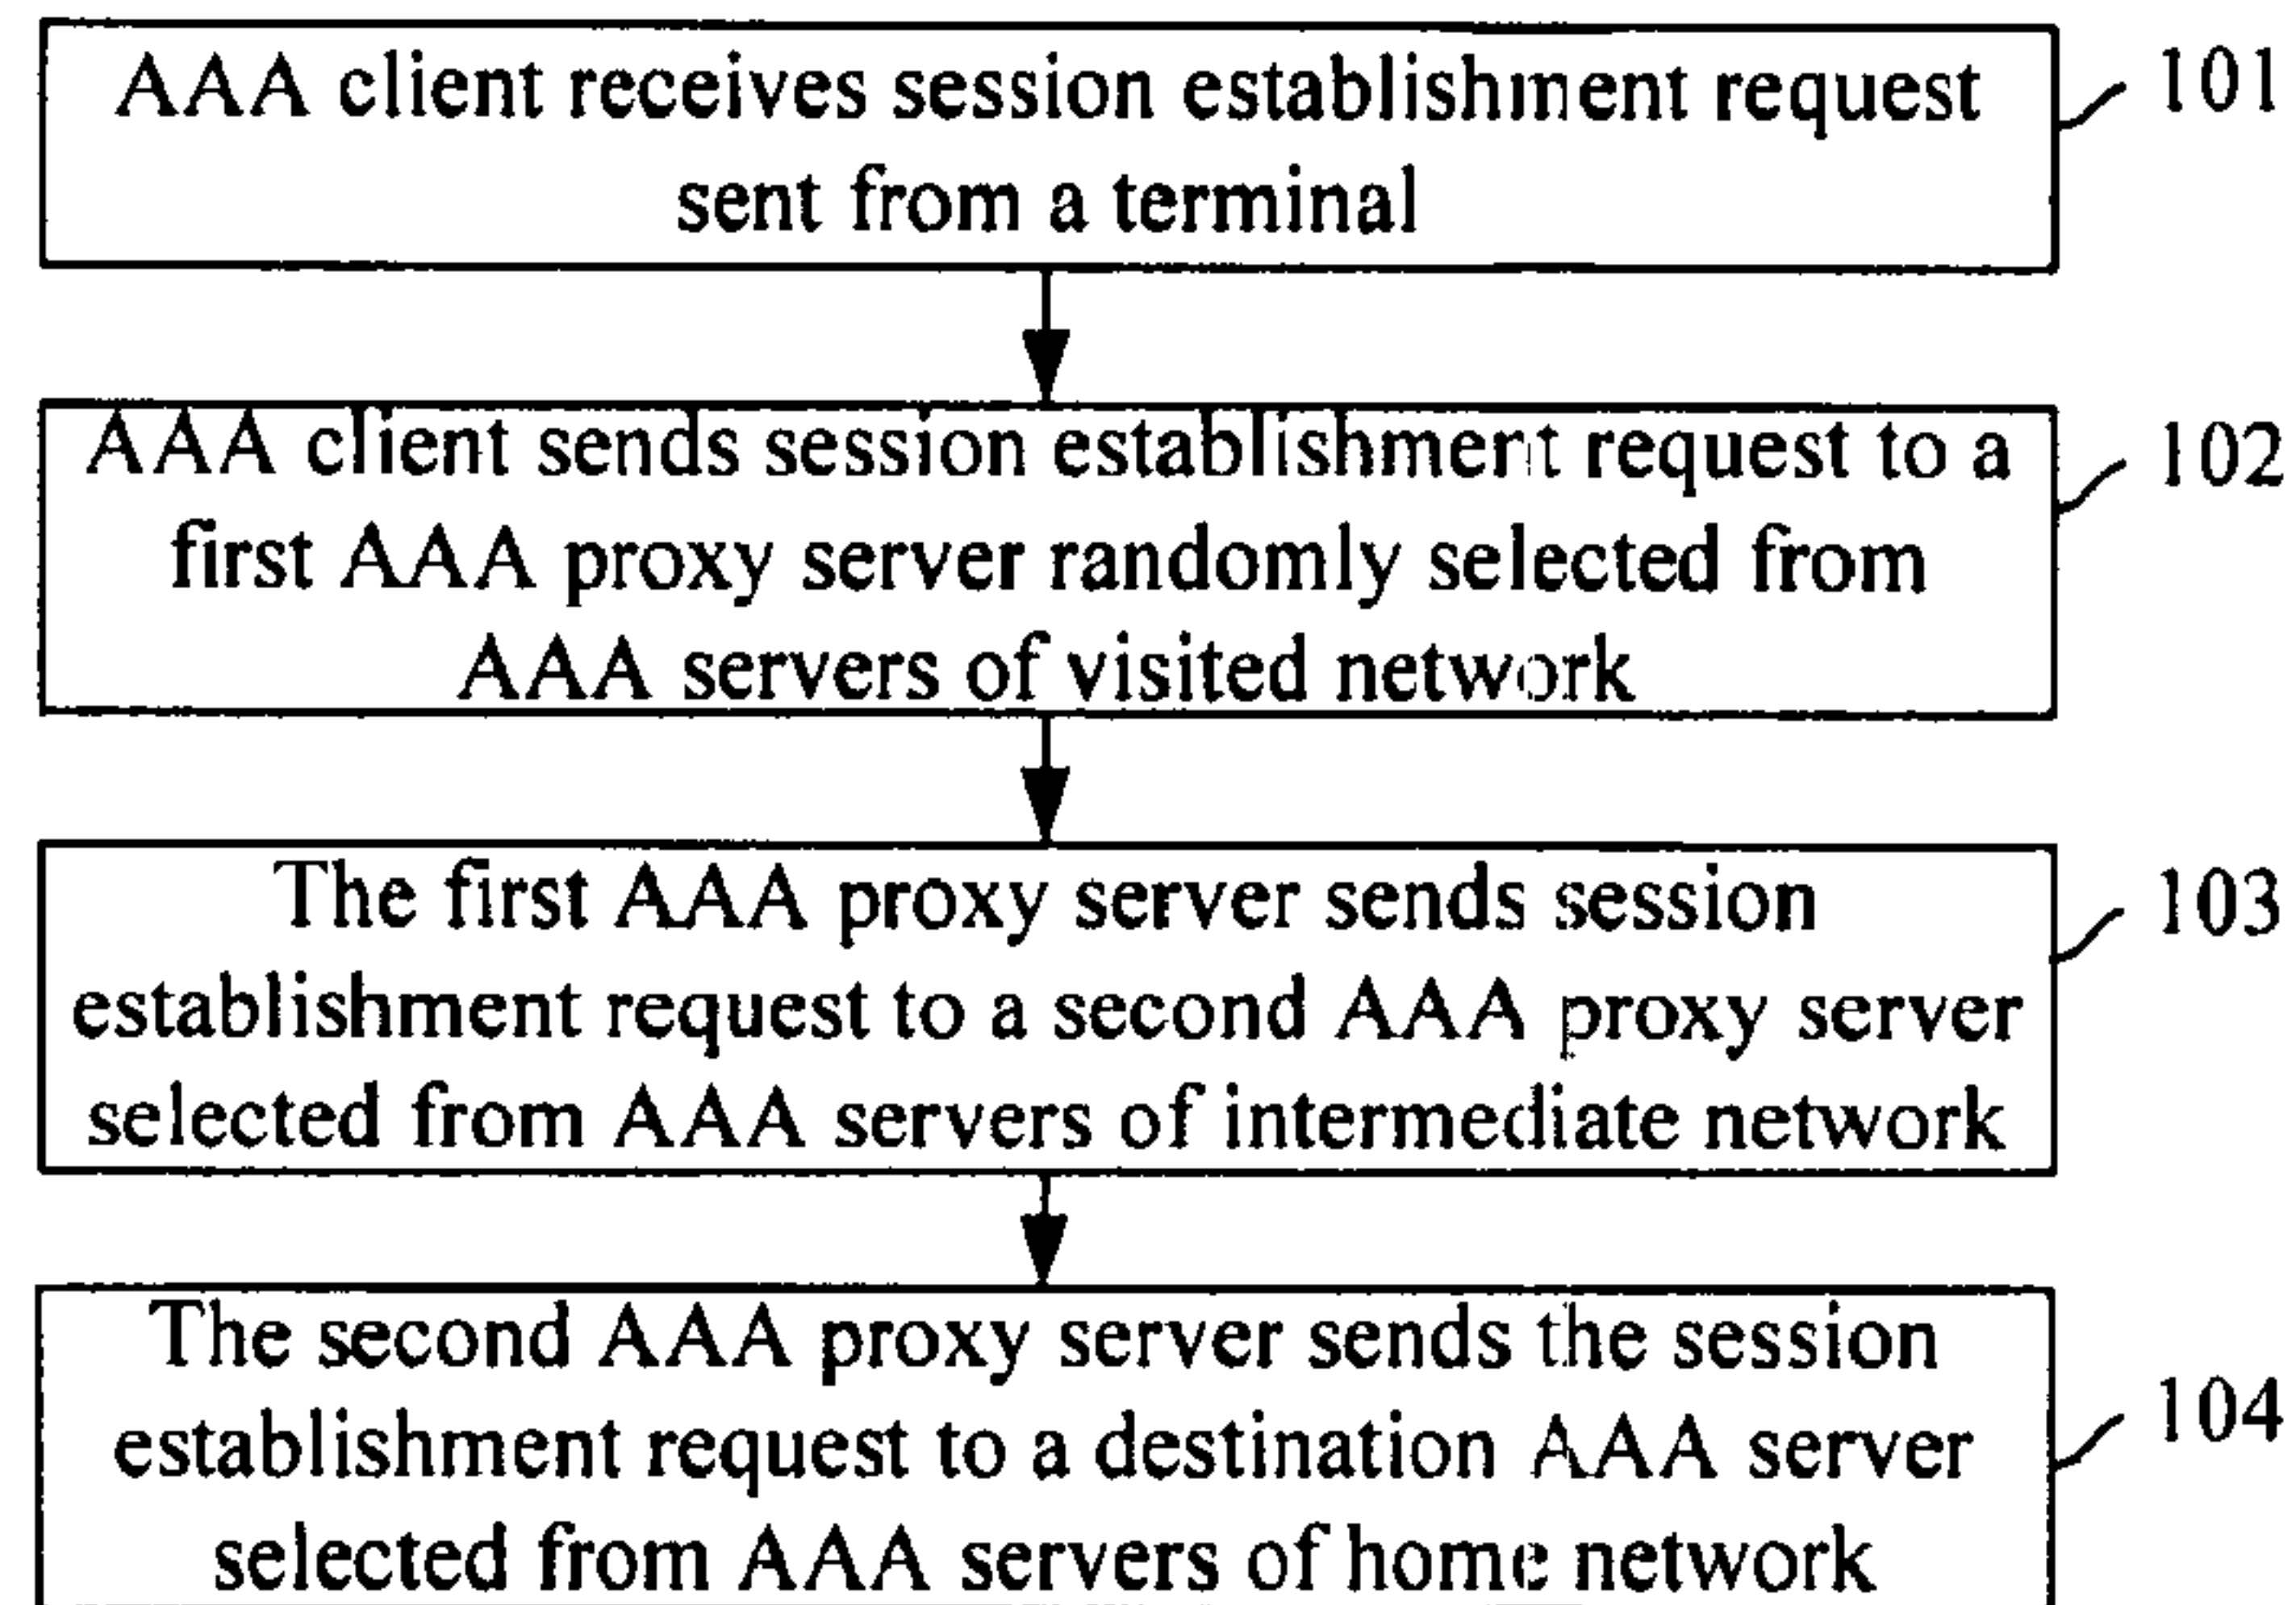 AAA client receives session establishment request
sent from a terminal
101
AAA client sends session establishment request to a
first AAA proxy server randomly selected from
AAA servers of visited network
102
The first AAA proxy server sends session
establishment request to a second AAA proxy server
selected from AAA servers of intermediate network
103
The second AAA proxy server sends the session
establishment request to a destination AAA server
selected from AAA servers of home network
104